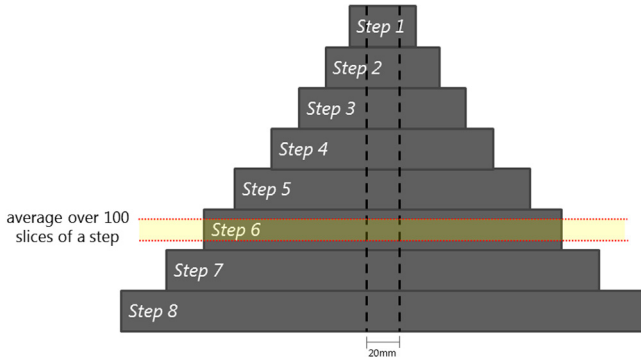 Step 1
Step 2
Step 3
Step 4
Step 5
average over 100
slices of a step
Step 6
Step 7
Step 8
20mm